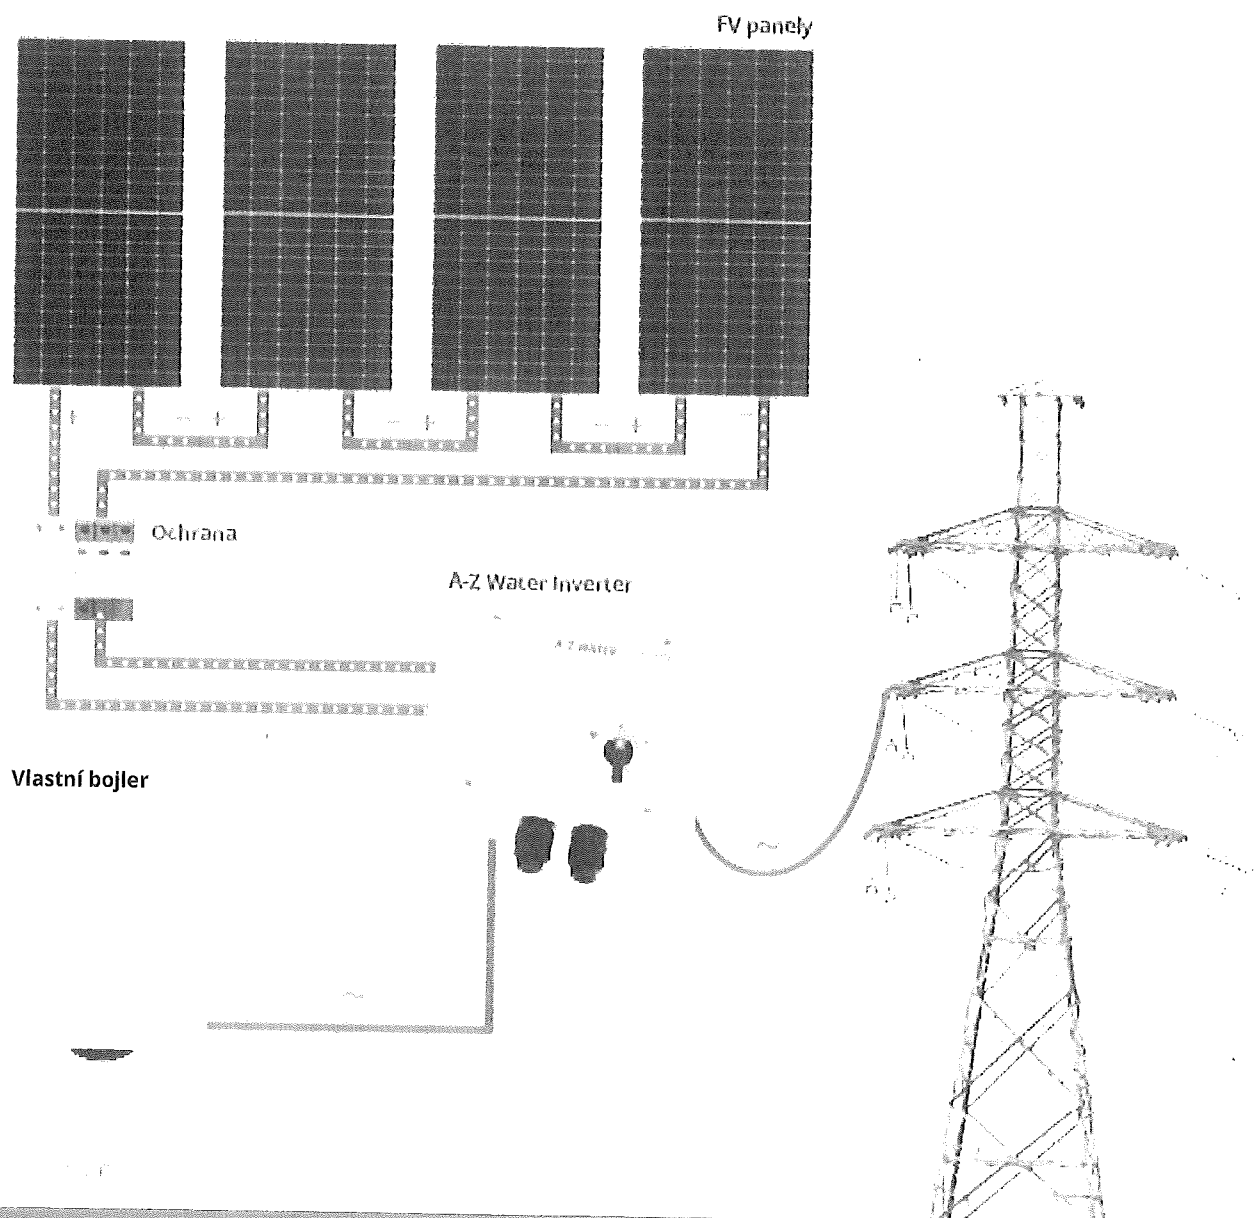 FV panely
+ − + − + − + −
Ochrana
A-Z Water Inverter
Vlastní bojler
~
~